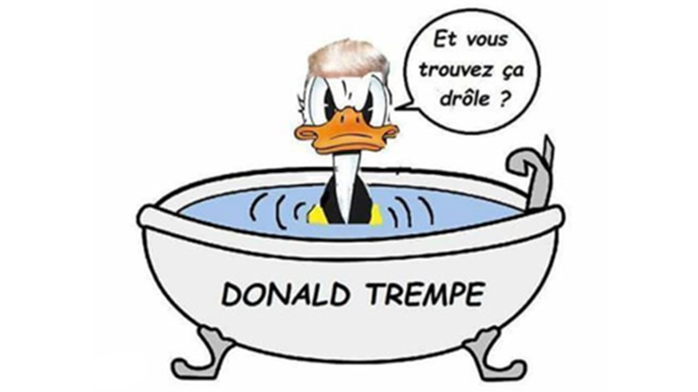 Et vous
trouvez ça
drôle ?
DONALD TREMPE